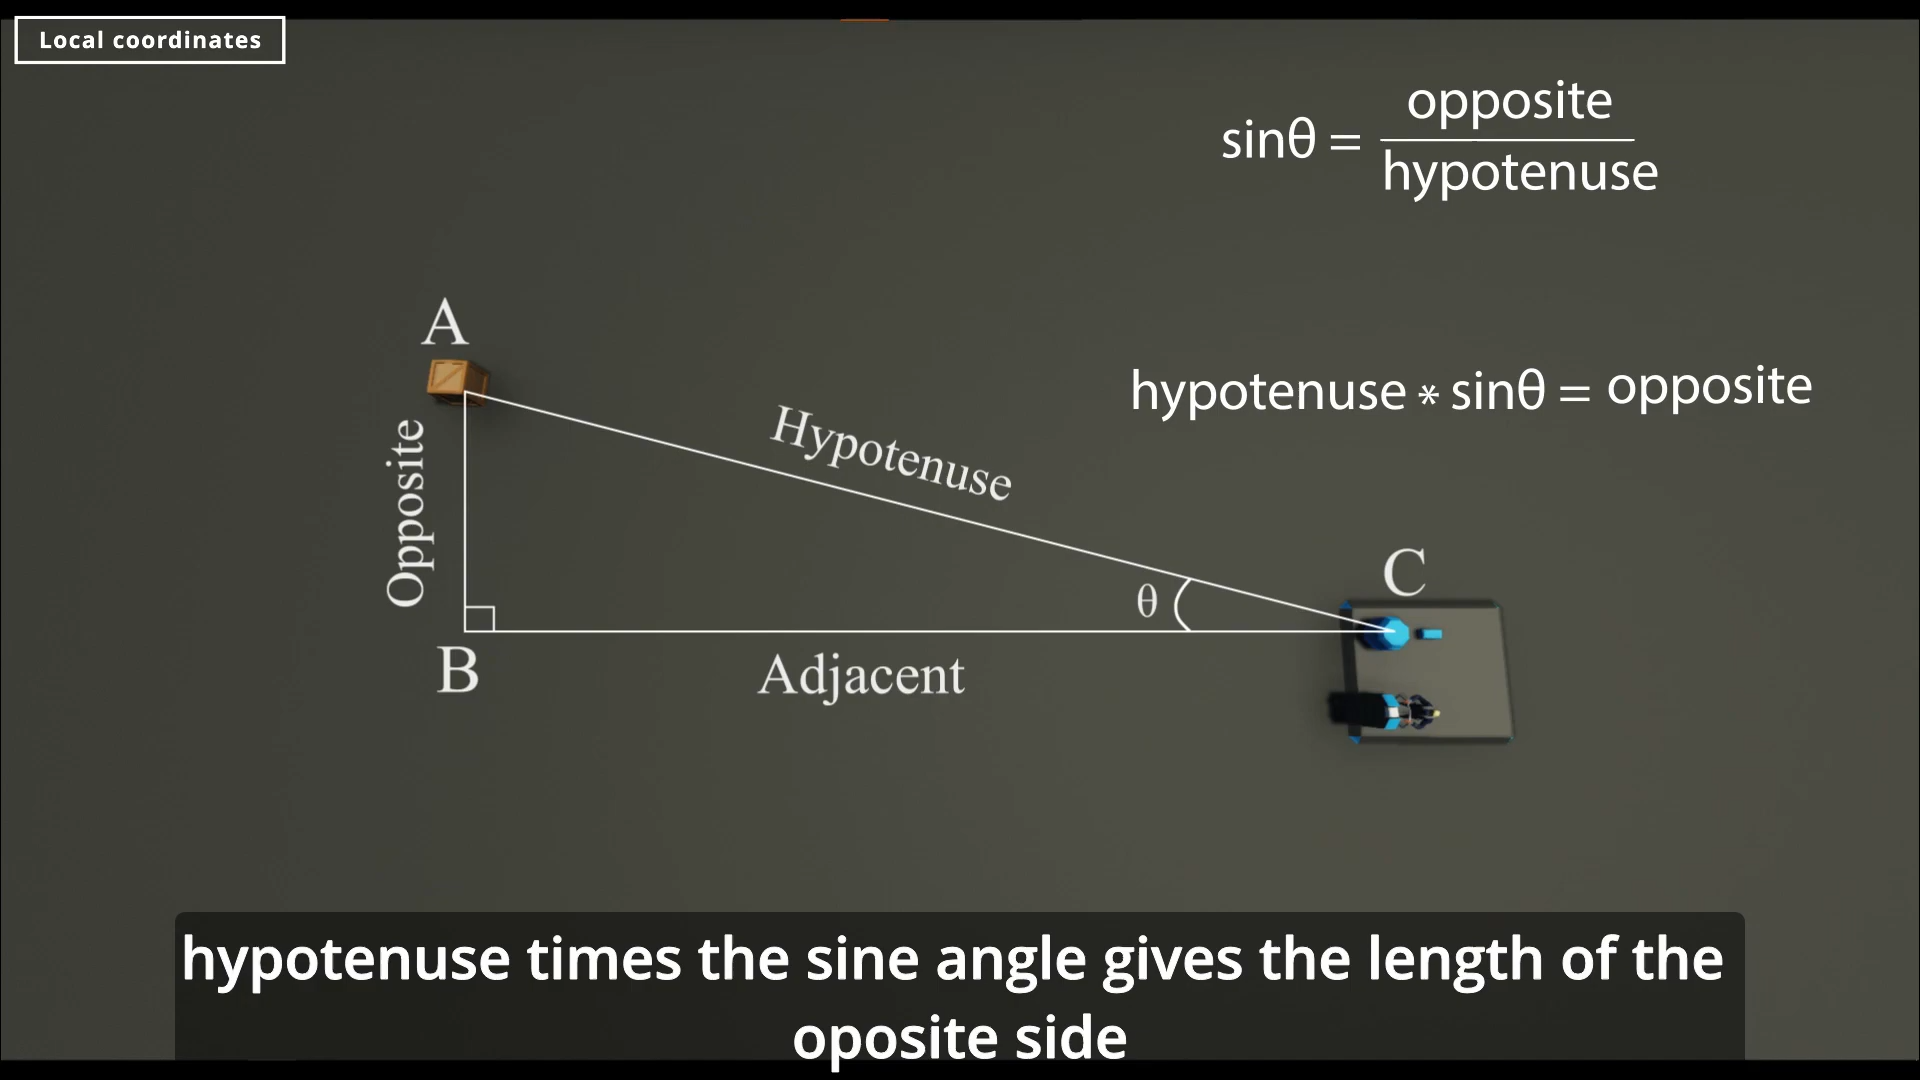 Local coordinates
sinθ = opposite
hypotenuse
A
Hypotenuse
hypotenuse * sinθ = opposite
Opposite
θ
C
B
Adjacent
hypotenuse times the sine angle gives the length of the
oposite side